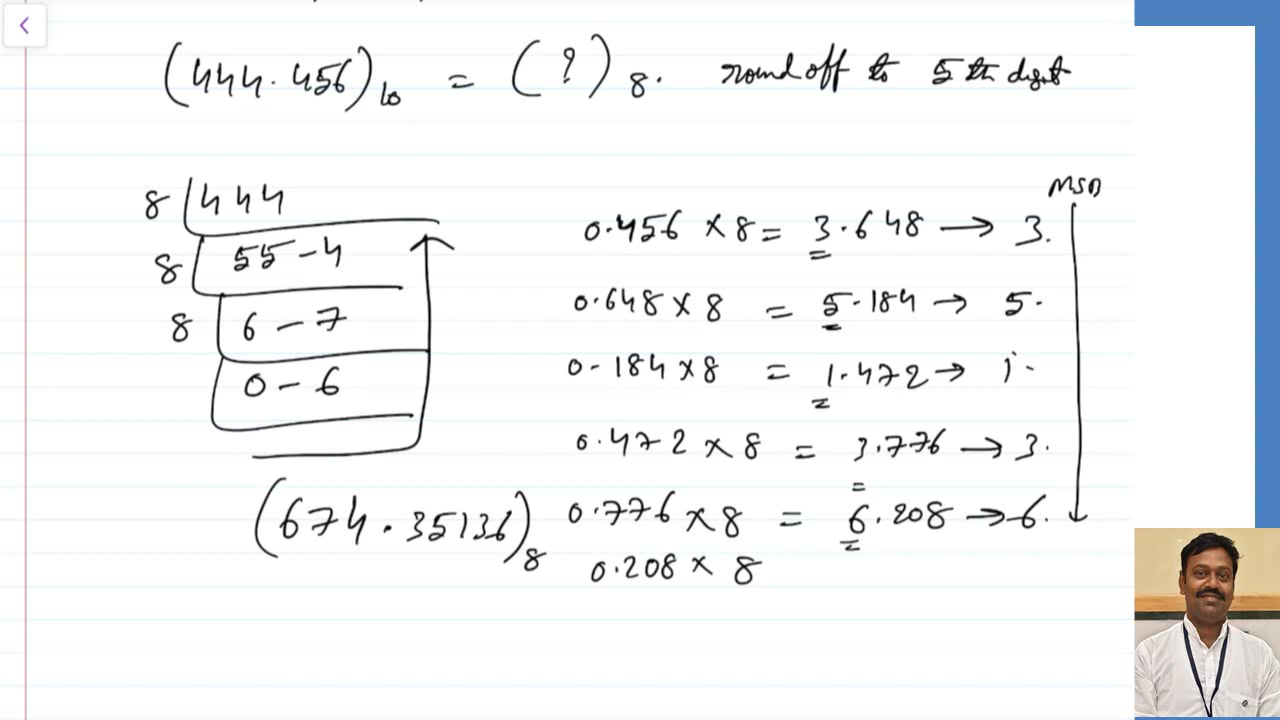 (444.456)10 = (?)8. round off to 5th digit
8 444
8 55-4
8 6-7
0-6
(674.35136)8
MSD
0.456 × 8 = 3.648 → 3.
0.648 × 8 = 5.184 → 5.
0.184 × 8 = 1.472 → 1.
0.472 × 8 = 3.776 → 3.
0.776 × 8 = 6.208 → 6.
0.208 × 8